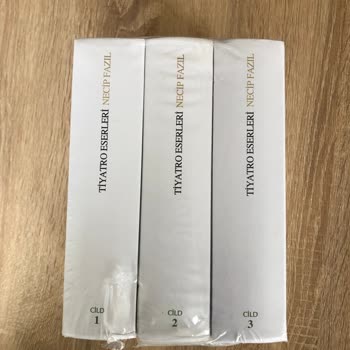 TİYATRO ESERLERİ NECİP FAZIL
CİLD
1
TİYATRO ESERLERİ NECİP FAZIL
CİLD
2
TİYATRO ESERLERİ NECİP FAZIL
CİLD
3